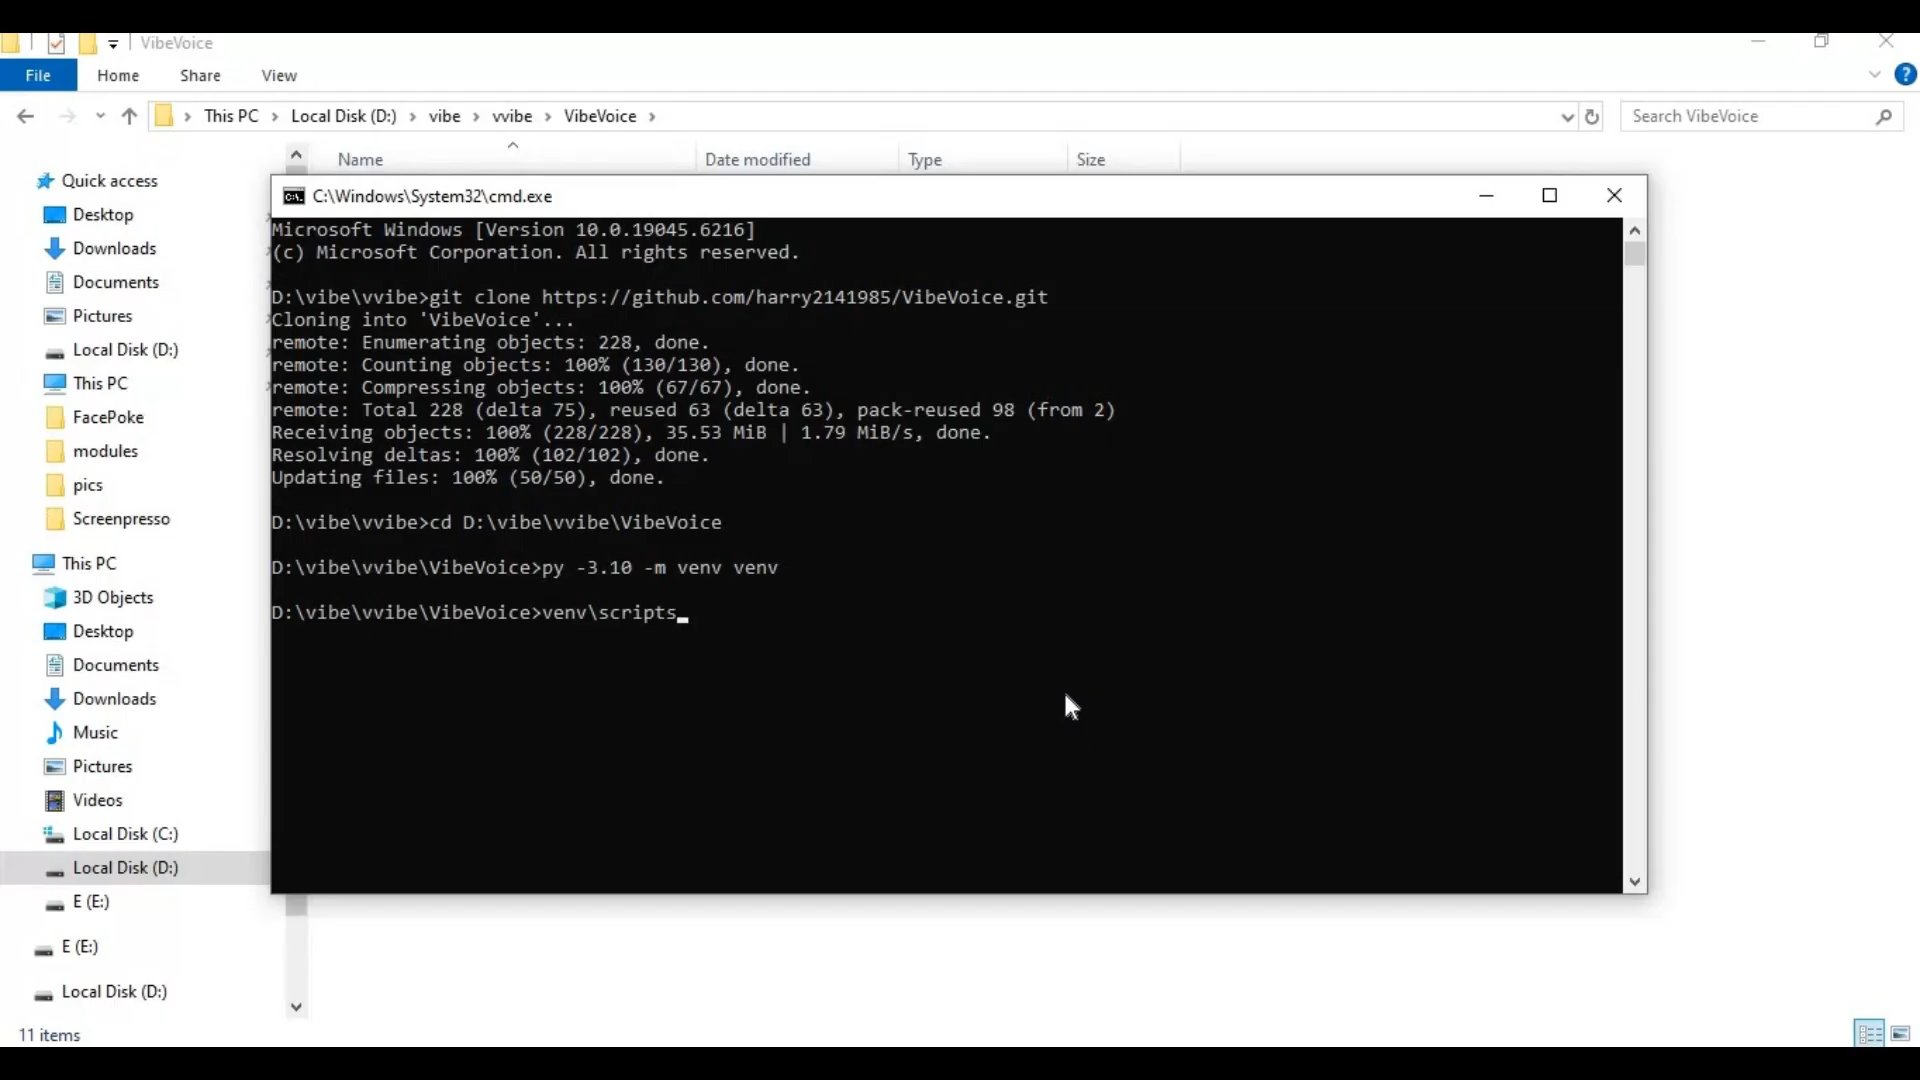 VibeVoice
File Home Share View
This PC Local Disk (D:) vibe vvibe VibeVoice
Search VibeVoice
Name Date modified Type Size
Quick access
Desktop
Downloads
Documents
Pictures
Local Disk (D:)
This PC
FacePoke
modules
pics
Screenpresso
This PC
3D Objects
Desktop
Documents
Downloads
Music
Pictures
Videos
Local Disk (C:)
Local Disk (D:)
E (E:)
E (E:)
Local Disk (D:)
11 items
C:\Windows\System32\cmd.exe
Microsoft Windows [Version 10.0.19045.6216]
(c) Microsoft Corporation. All rights reserved.
D:\vibe\vvibe>git clone https://github.com/harry2141985/VibeVoice.git
Cloning into 'VibeVoice'...
remote: Enumerating objects: 228, done.
remote: Counting objects: 100% (130/130), done.
remote: Compressing objects: 100% (67/67), done.
remote: Total 228 (delta 75), reused 63 (delta 63), pack-reused 98 (from 2)
Receiving objects: 100% (228/228), 35.53 MiB | 1.79 MiB/s, done.
Resolving deltas: 100% (102/102), done.
Updating files: 100% (50/50), done.
D:\vibe\vvibe>cd D:\vibe\vvibe\VibeVoice
D:\vibe\vvibe\VibeVoice>py -3.10 -m venv venv
D:\vibe\vvibe\VibeVoice>venv\scripts